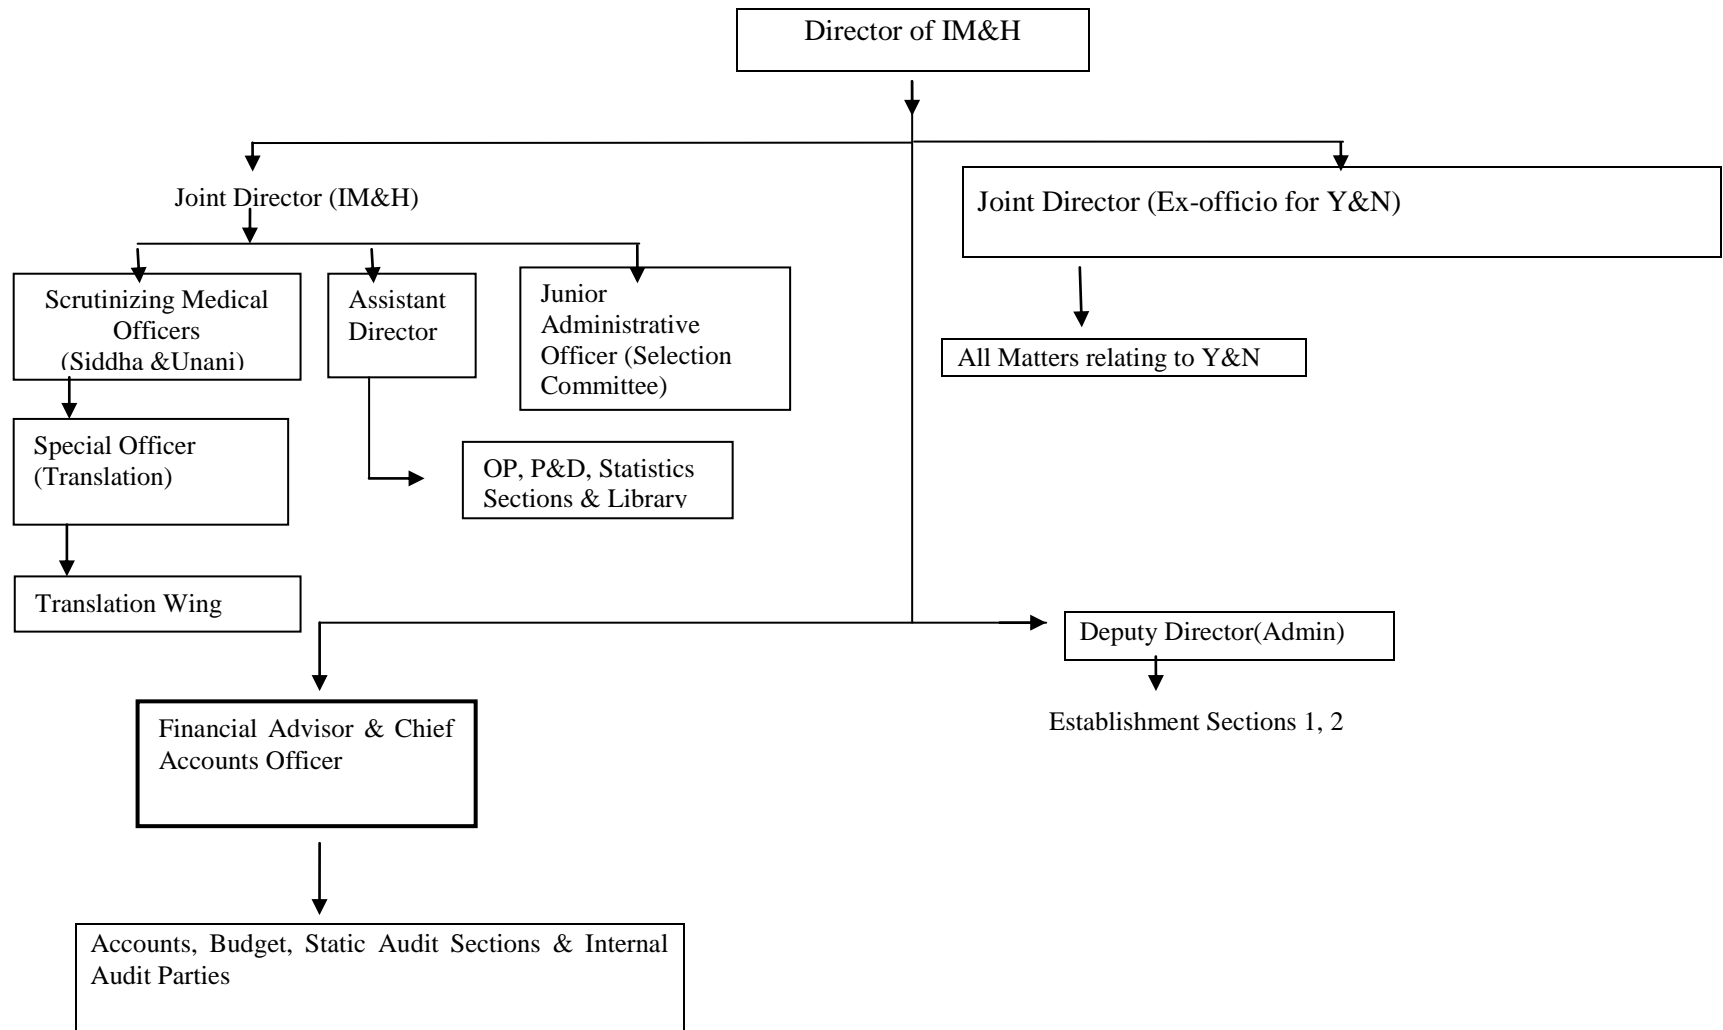 Director of IM&H
Joint Director (IM&H)
Joint Director (Ex-officio for Y&N)
Scrutinizing Medical
Officers
(Siddha &Unani)
Assistant
Director
Junior
Administrative
Officer (Selection
Committee)
All Matters relating to Y&N
Special Officer
(Translation)
OP, P&D, Statistics
Sections & Library
Translation Wing
Deputy Director(Admin)
Establishment Sections 1, 2
Financial Advisor & Chief
Accounts Officer
Accounts, Budget, Static Audit Sections & Internal
Audit Parties